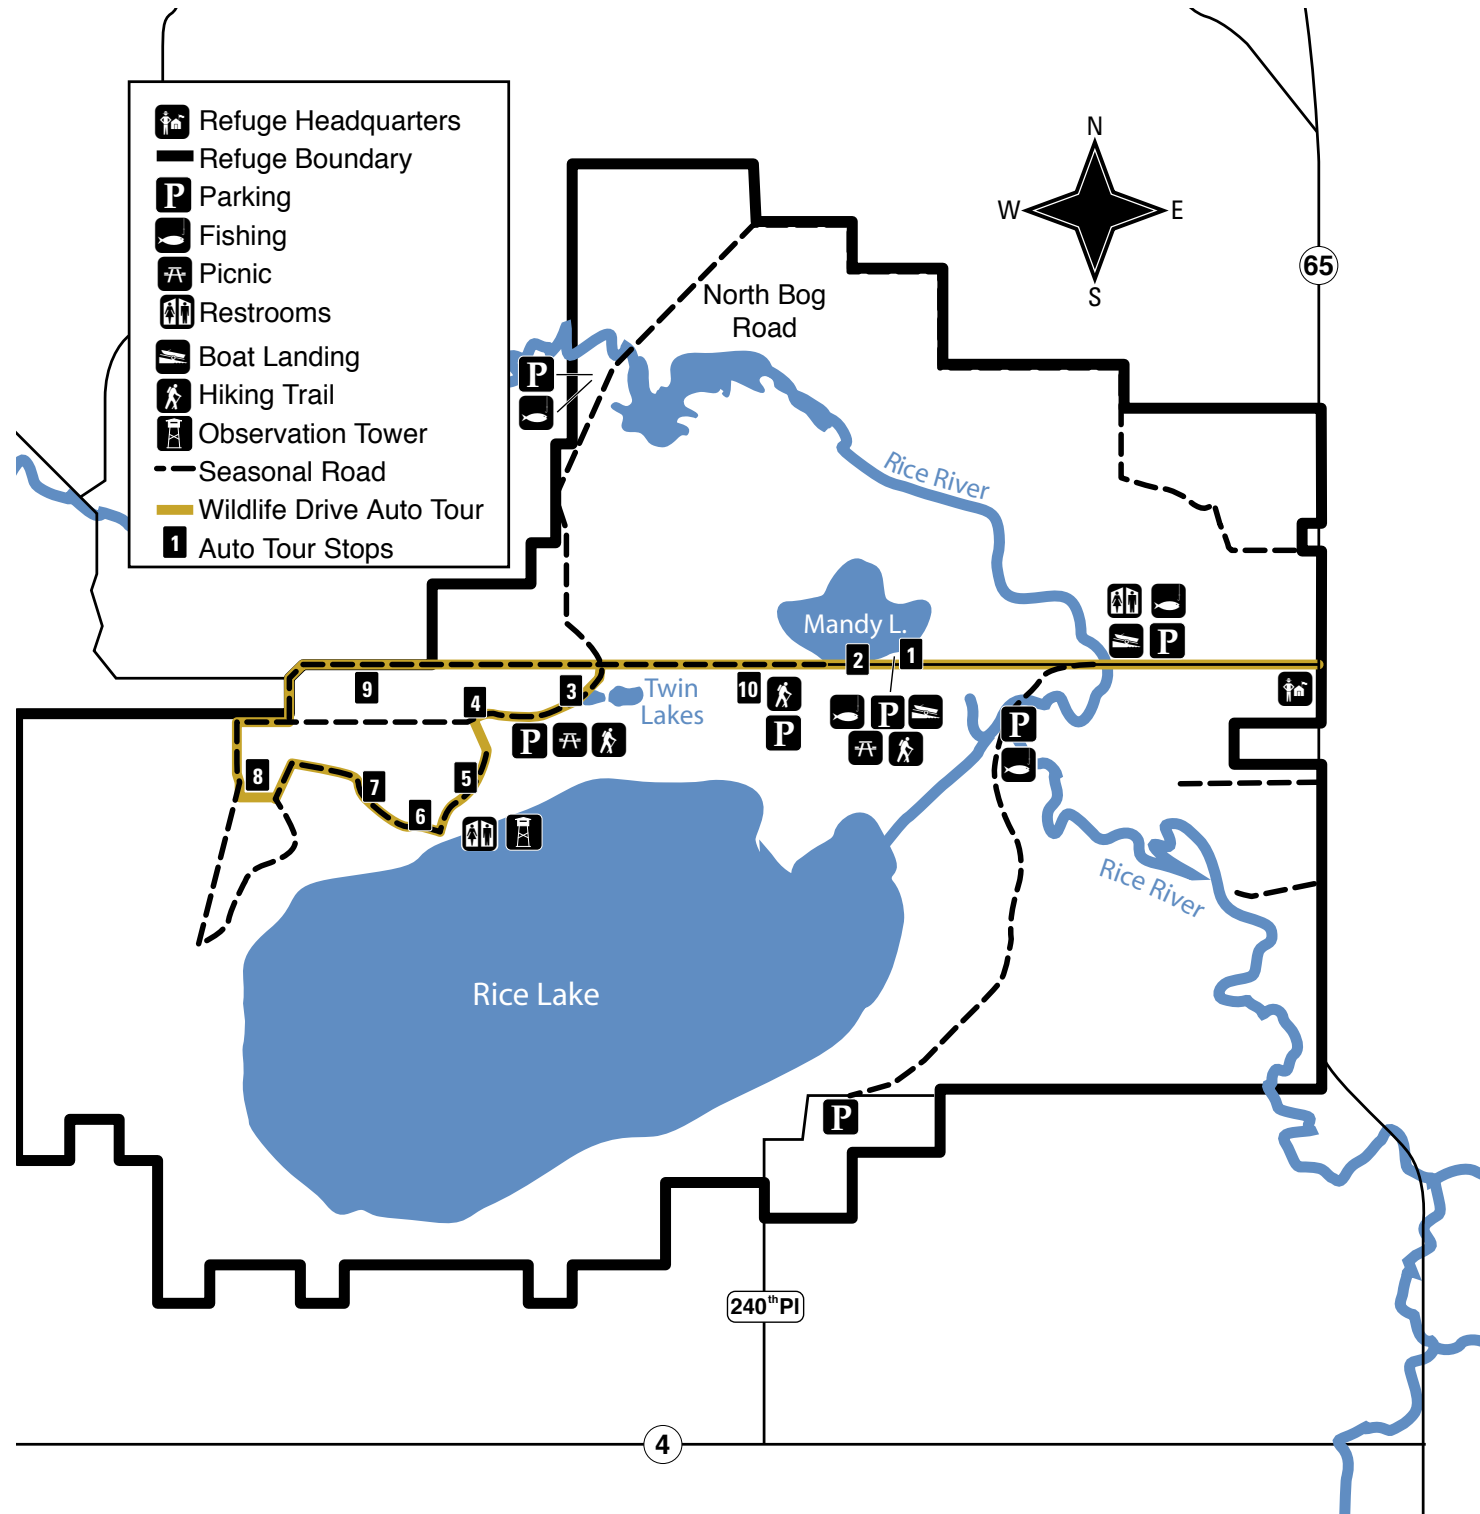 Refuge Headquarters
Refuge Boundary
P Parking
Fishing
Picnic
Restrooms
Boat Landing
Hiking Trail
Observation Tower
Seasonal Road
Wildlife Drive Auto Tour
1 Auto Tour Stops
N
W E
S
65
North Bog
Road
P
Rice River
Mandy L.
2
1
P
9
4
3
Twin
Lakes
10
P
P
P
P
8
7
5
6
Rice River
Rice Lake
P
240th Pl
4